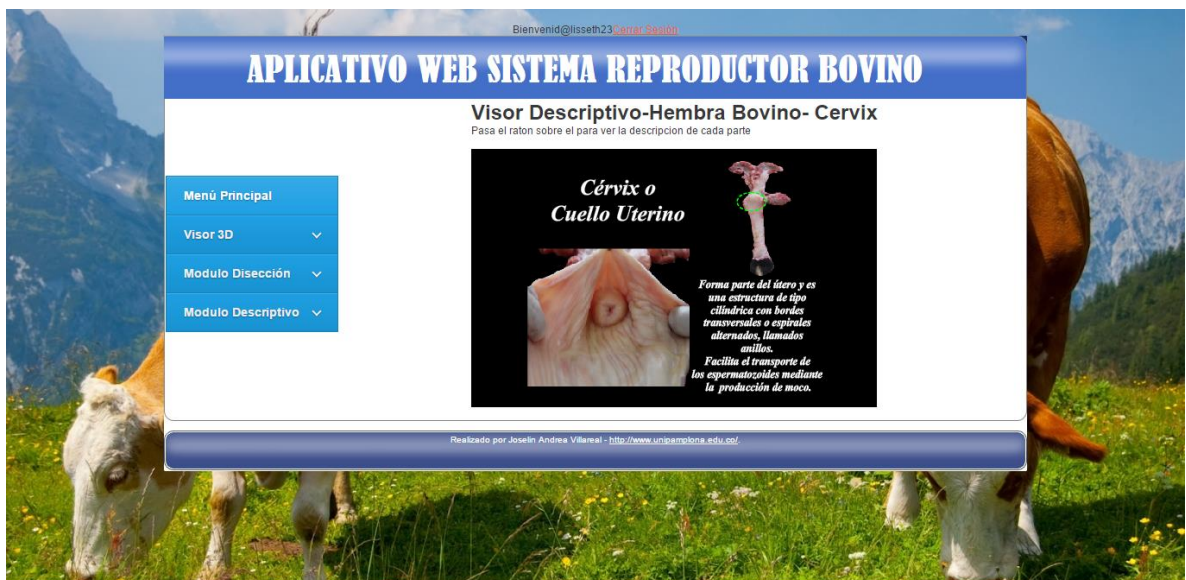 Bienvenid@lisseth23Cerrar Sesión
APLICATIVO WEB SISTEMA REPRODUCTOR BOVINO
Visor Descriptivo-Hembra Bovino- Cervix
Pasa el raton sobre el para ver la descripcion de cada parte
Menú Principal
Visor 3D
Modulo Disección
Modulo Descriptivo
Cérvix o
Cuello Uterino
Forma parte del útero y es
una estructura de tipo
cilíndrica con bordes
transversales o espirales
alternados, llamados
anillos.
Facilita el transporte de
los espermatozoides mediante
la producción de moco.
Realizado por Joselin Andrea Villareal - http://www.unipamplona.edu.co/.